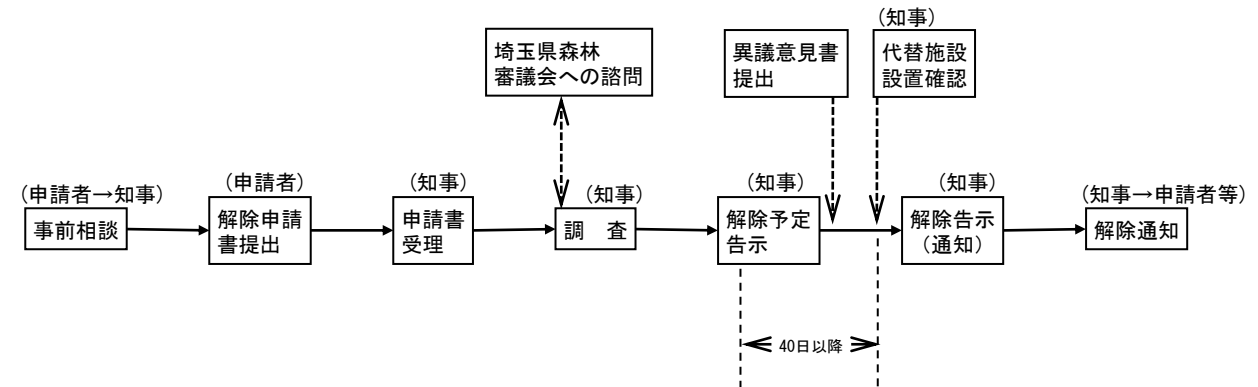 （知事）
埼玉県森林
審議会への諮問
異議意見書
提出
代替施設
設置確認
（申請者→知事）
（申請者）
（知事）
（知事）
（知事）
（知事）
（知事→申請者等）
事前相談
解除申請
書提出
申請書
受理
調　査
解除予定
告示
解除告示
（通知）
解除通知
40日以降